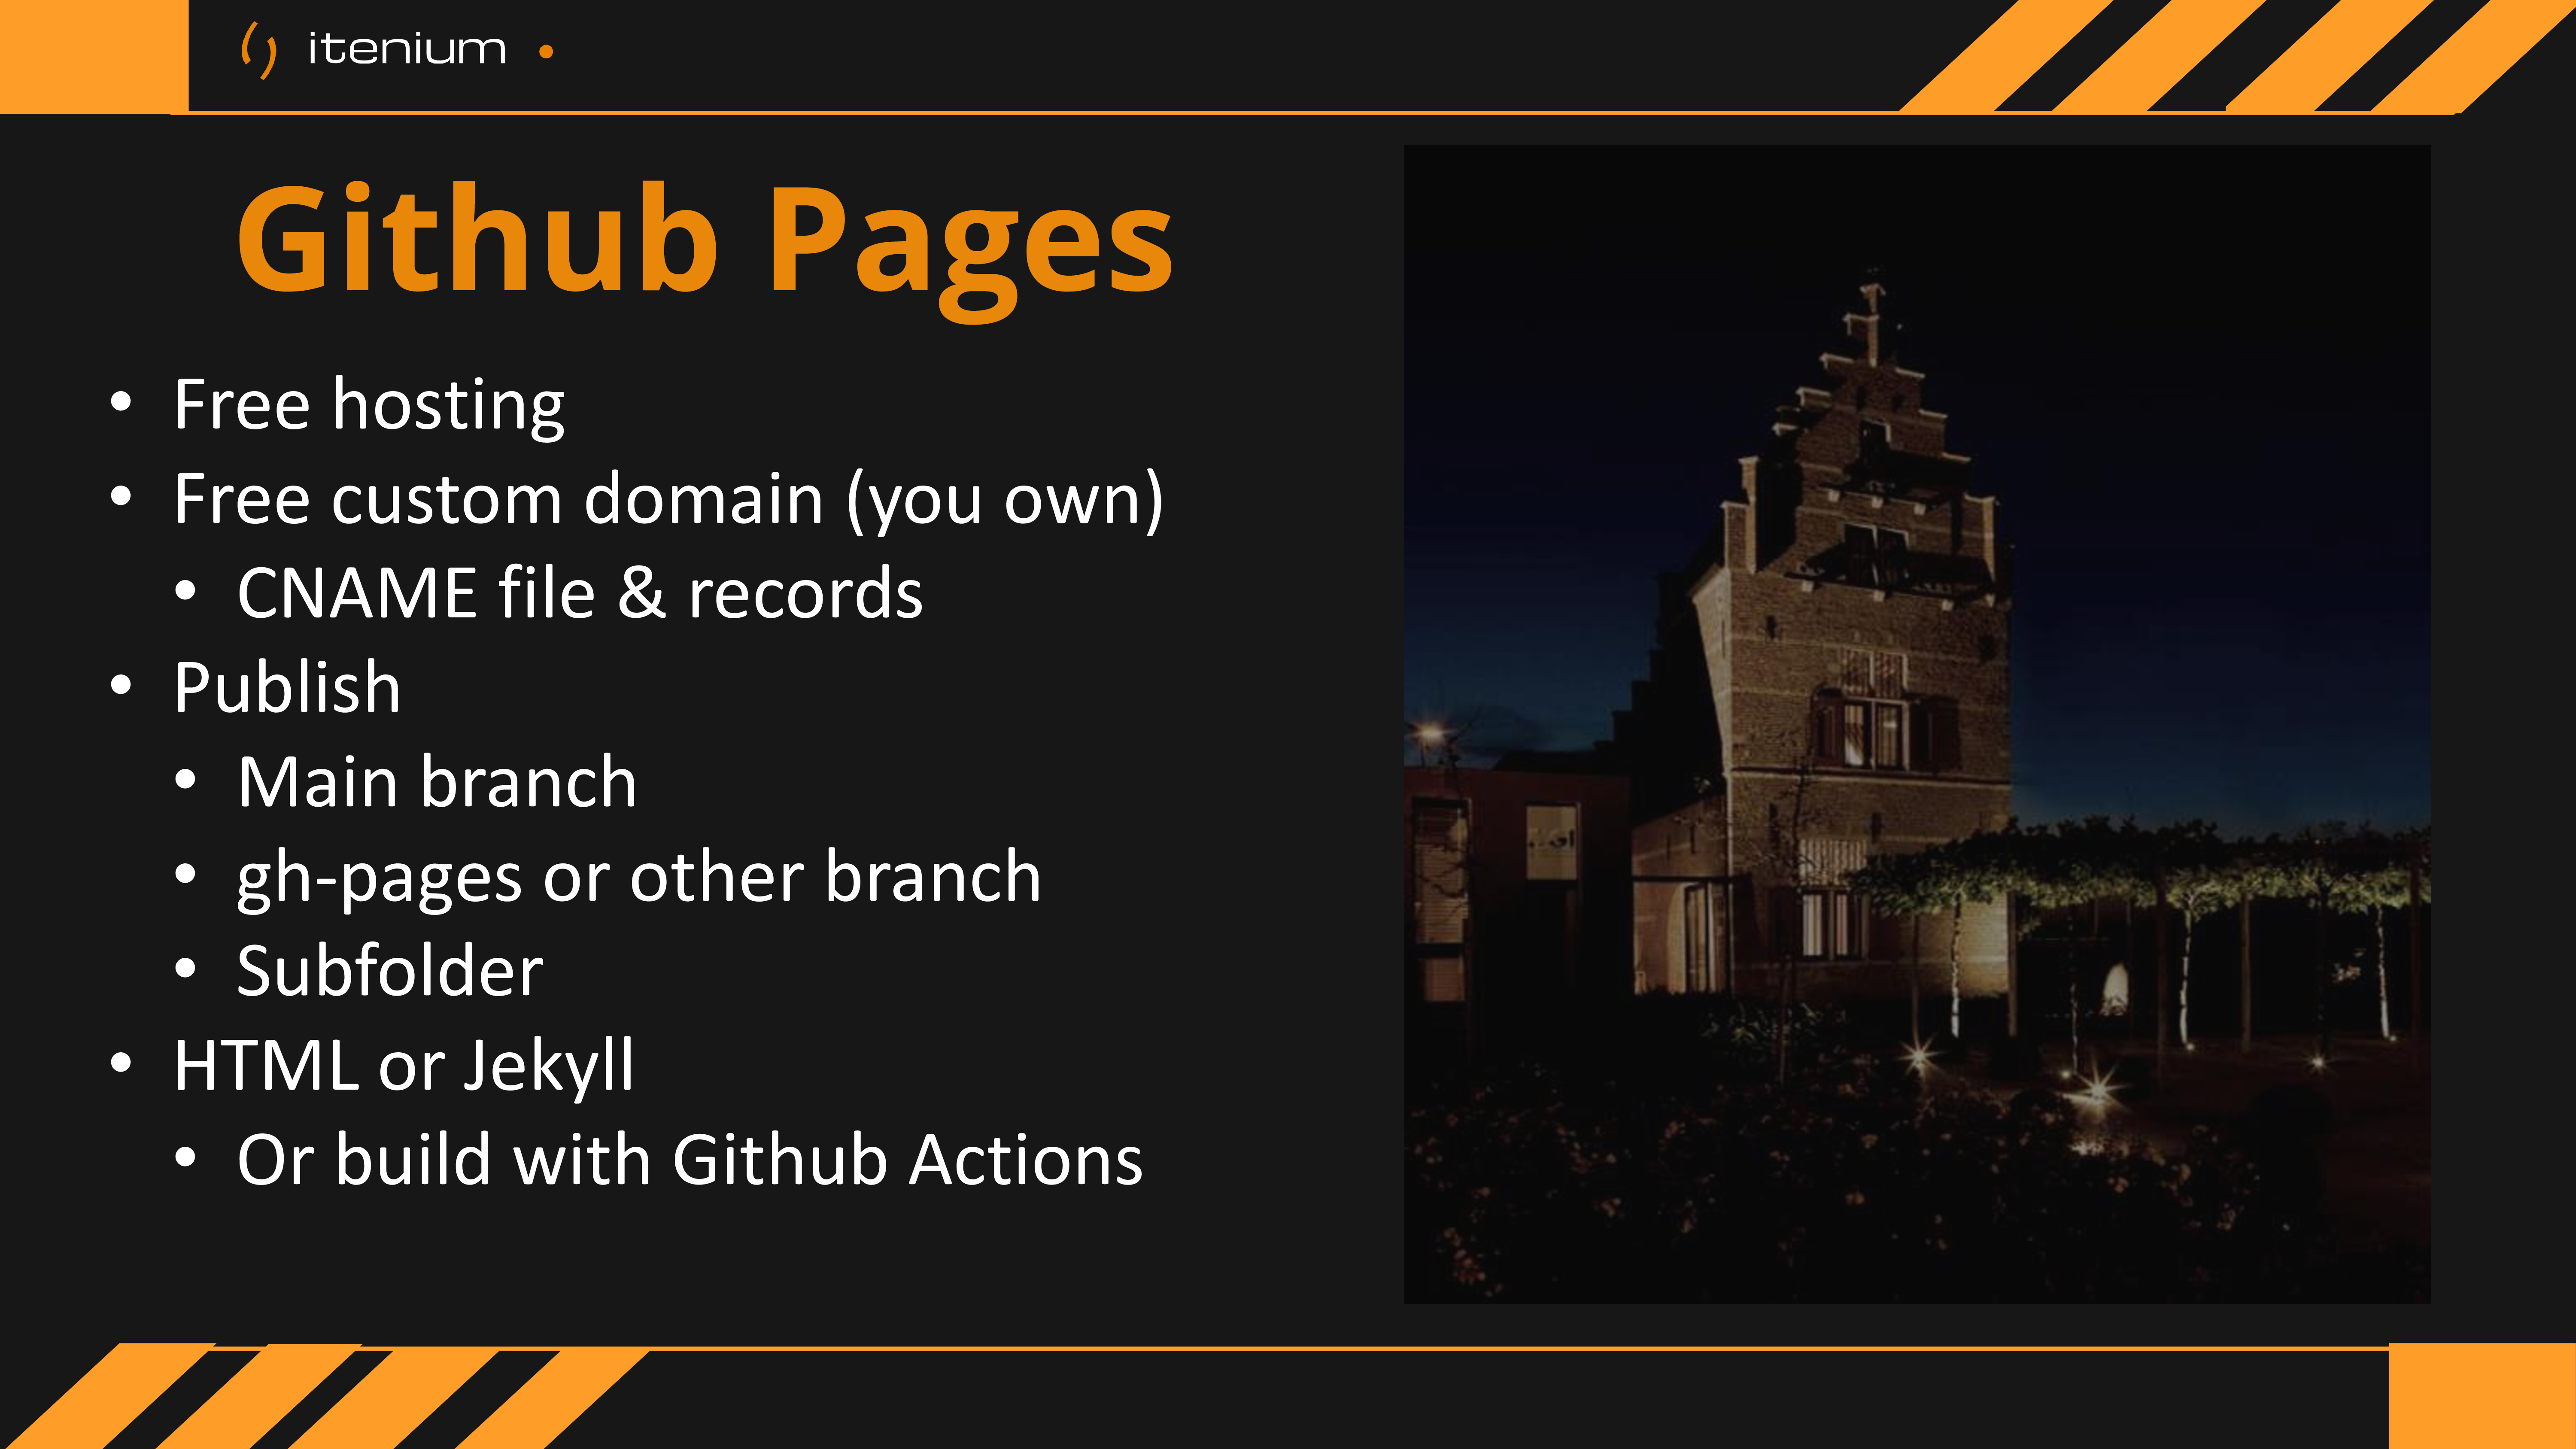 itenium
Github Pages
• Free hosting
• Free custom domain (you own)
• CNAME file & records
• Publish
• Main branch
• gh-pages or other branch
• Subfolder
• HTML or Jekyll
• Or build with Github Actions